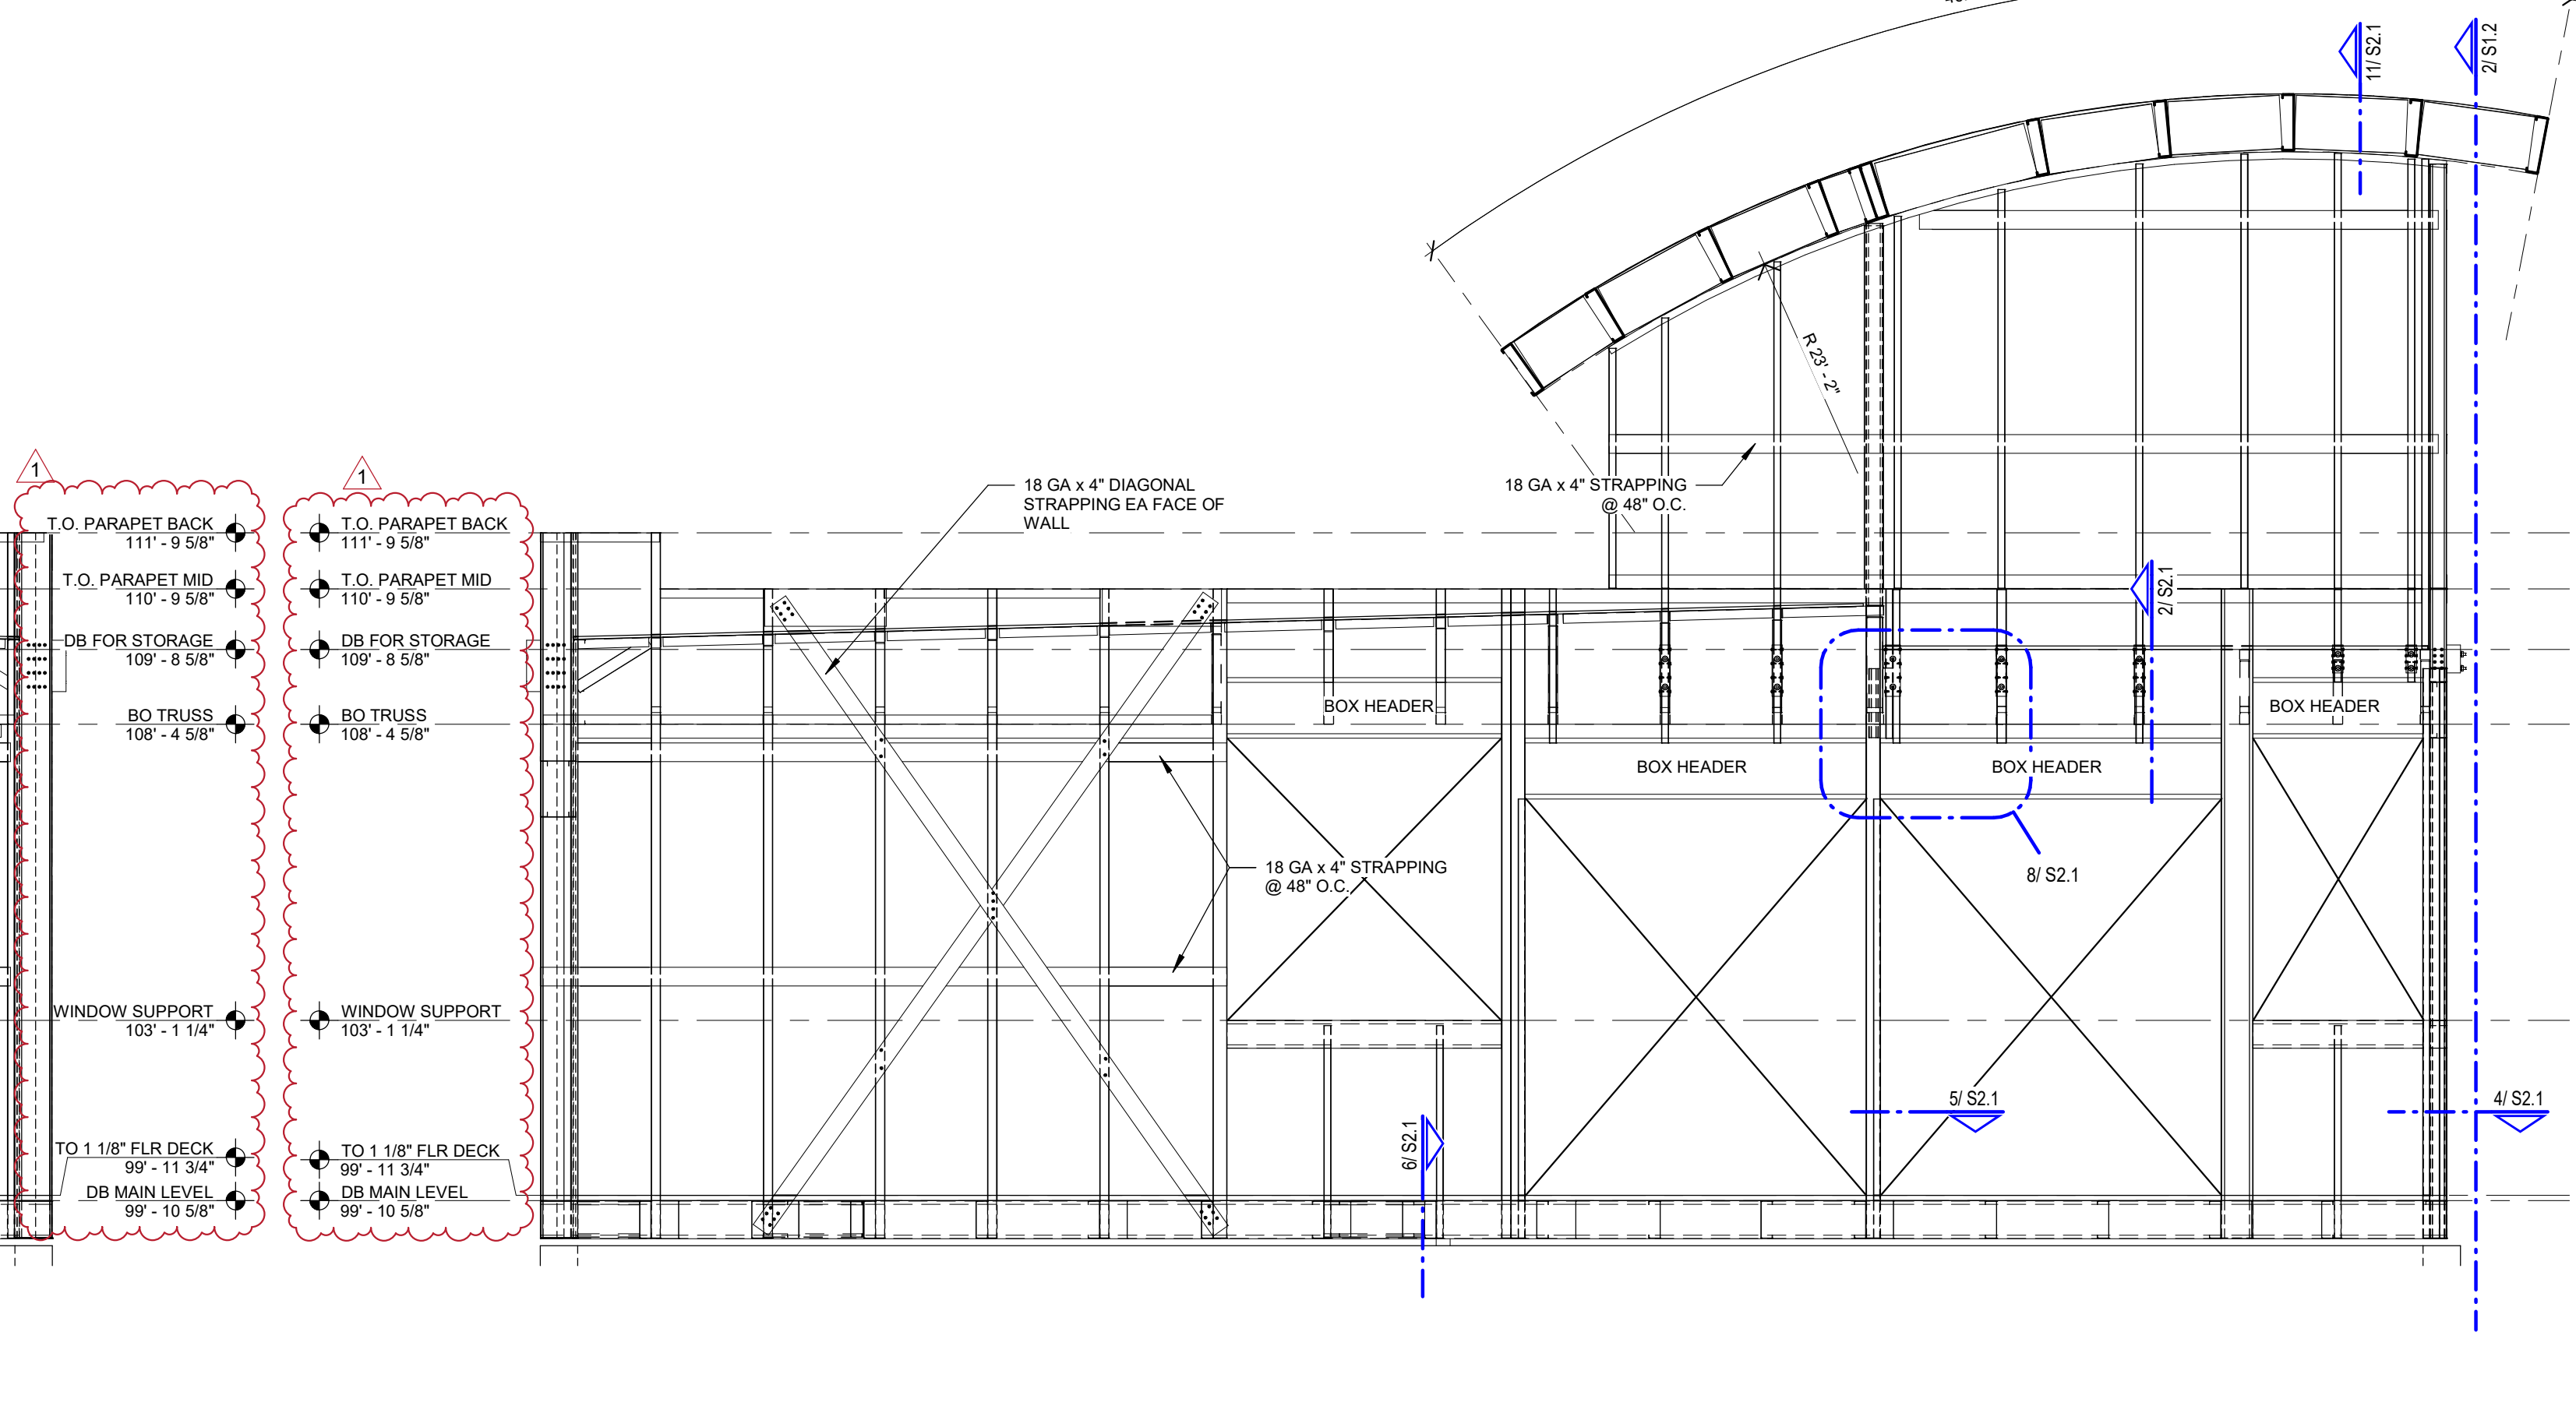 11/ S2.1
2/ S1.2
R 23' - 2"
1
1
T.O. PARAPET BACK
111' - 9 5/8"
T.O. PARAPET MID
110' - 9 5/8"
DB FOR STORAGE
109' - 8 5/8"
BO TRUSS
108' - 4 5/8"
WINDOW SUPPORT
103' - 1 1/4"
TO 1 1/8" FLR DECK
99' - 11 3/4"
DB MAIN LEVEL
99' - 10 5/8"
T.O. PARAPET BACK
111' - 9 5/8"
T.O. PARAPET MID
110' - 9 5/8"
DB FOR STORAGE
109' - 8 5/8"
BO TRUSS
108' - 4 5/8"
WINDOW SUPPORT
103' - 1 1/4"
TO 1 1/8" FLR DECK
99' - 11 3/4"
DB MAIN LEVEL
99' - 10 5/8"
18 GA x 4" DIAGONAL
STRAPPING EA FACE OF
WALL
18 GA x 4" STRAPPING
@ 48" O.C.
2/ S2.1
BOX HEADER
BOX HEADER
BOX HEADER
BOX HEADER
18 GA x 4" STRAPPING
@ 48" O.C.
8/ S2.1
6/ S2.1
5/ S2.1
4/ S2.1